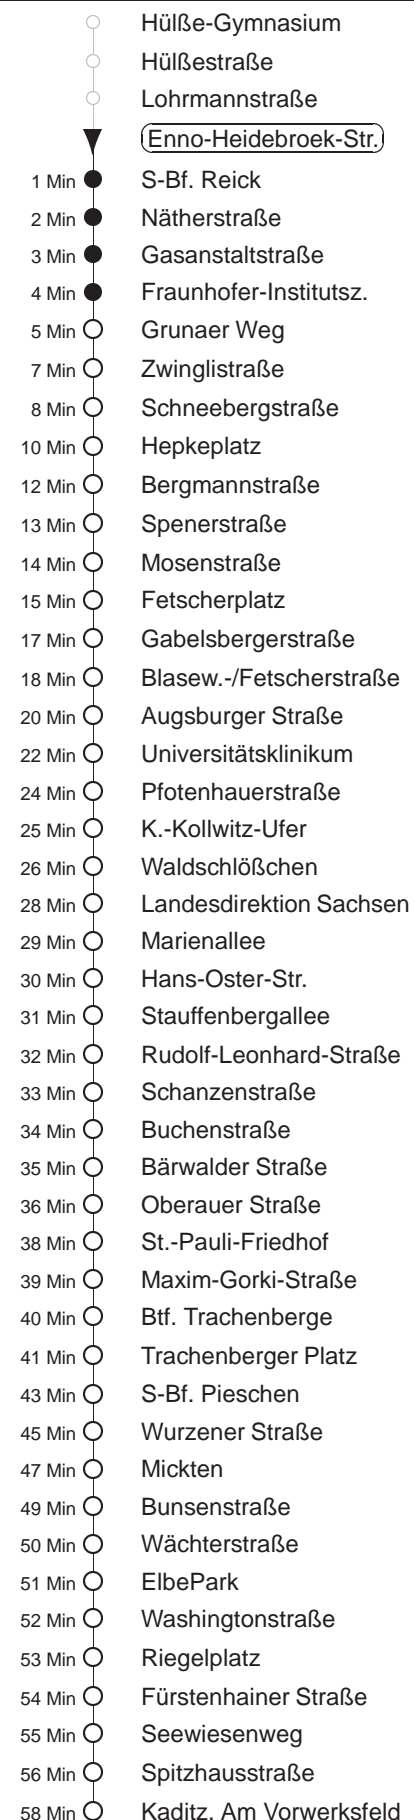 Hülße-Gymnasium
Hülßestraße
Lohrmannstraße
Enno-Heidebroek-Str.
1 Min S-Bf. Reick
2 Min Nätherstraße
3 Min Gasanstaltstraße
4 Min Fraunhofer-Institutsz.
5 Min Grunaer Weg
7 Min Zwinglistraße
8 Min Schneebergstraße
10 Min Hepkeplatz
12 Min Bergmannstraße
13 Min Spenerstraße
14 Min Mosenstraße
15 Min Fetscherplatz
17 Min Gabelsbergerstraße
18 Min Blasew.-/Fetscherstraße
20 Min Augsburger Straße
22 Min Universitätsklinikum
24 Min Pfotenhauerstraße
25 Min K.-Kollwitz-Ufer
26 Min Waldschlößchen
28 Min Landesdirektion Sachsen
29 Min Marienallee
30 Min Hans-Oster-Str.
31 Min Stauffenbergallee
32 Min Rudolf-Leonhard-Straße
33 Min Schanzenstraße
34 Min Buchenstraße
35 Min Bärwalder Straße
36 Min Oberauer Straße
38 Min St.-Pauli-Friedhof
39 Min Maxim-Gorki-Straße
40 Min Btf. Trachenberge
41 Min Trachenberger Platz
43 Min S-Bf. Pieschen
45 Min Wurzener Straße
47 Min Mickten
49 Min Bunsenstraße
50 Min Wächterstraße
51 Min ElbePark
52 Min Washingtonstraße
53 Min Riegelplatz
54 Min Fürstenhainer Straße
55 Min Seewiesenweg
56 Min Spitzhausstraße
58 Min Kaditz, Am Vorwerksfeld